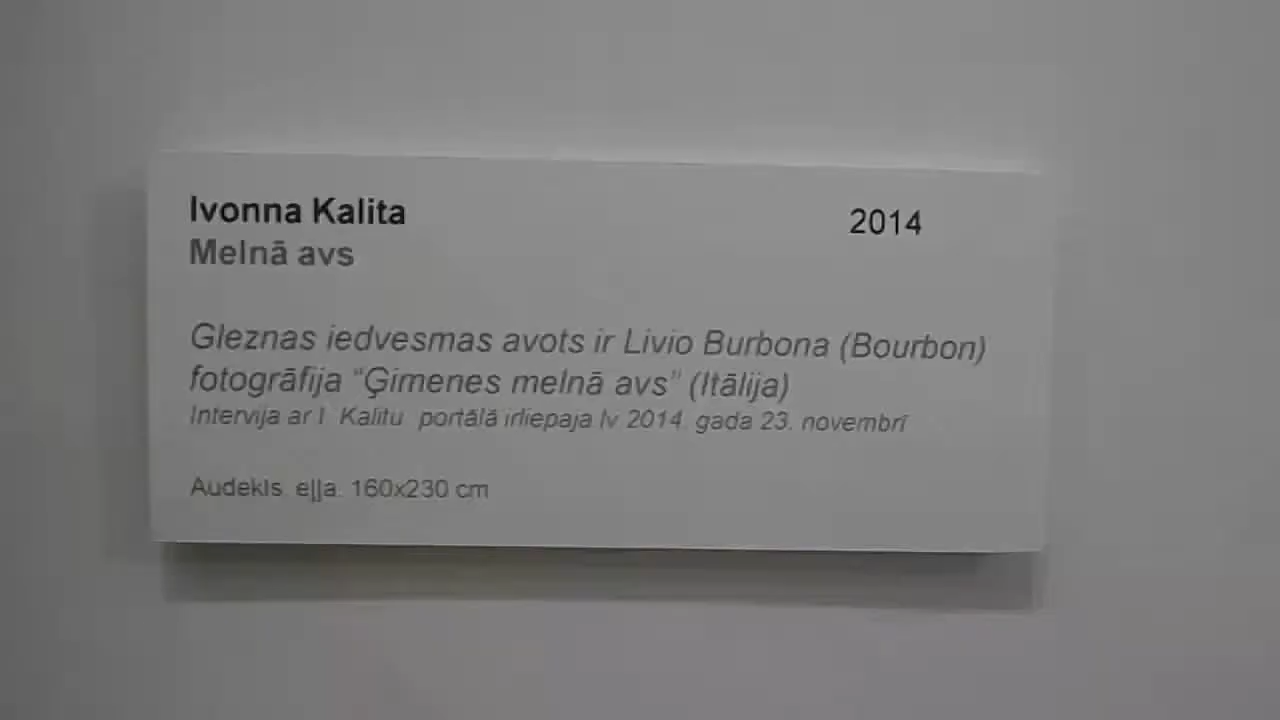 Ivonna Kalita 2014
Melnā avs
Gleznas iedvesmas avots ir Livio Burbona (Bourbon)
fotogrāfija “Ģimenes melnā avs” (Itālija)
Intervija ar I. Kalitu portālā irliepaja.lv 2014. gada 23. novembrī
Audekls. eļļa. 160x230 cm